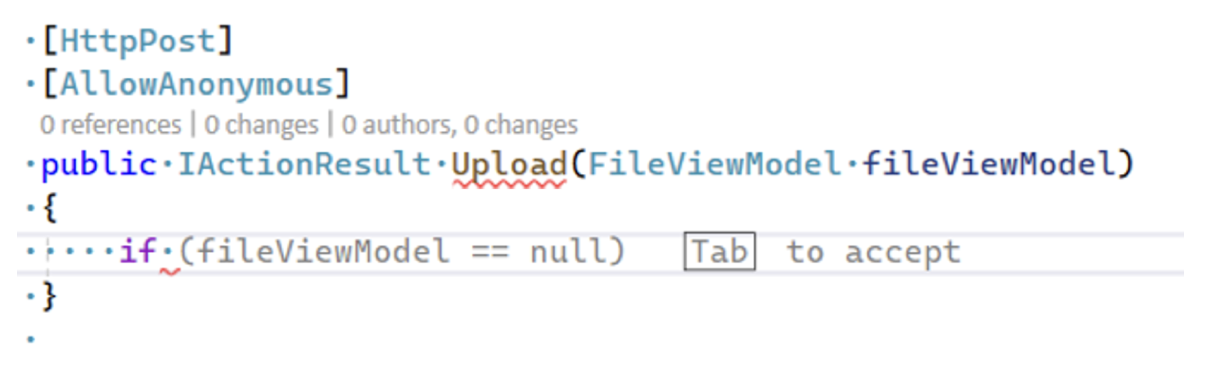 [HttpPost]
[AllowAnonymous]
0 references | 0 changes | 0 authors, 0 changes
public IActionResult Upload(FileViewModel fileViewModel)
{
if (fileViewModel == null) Tab to accept
}